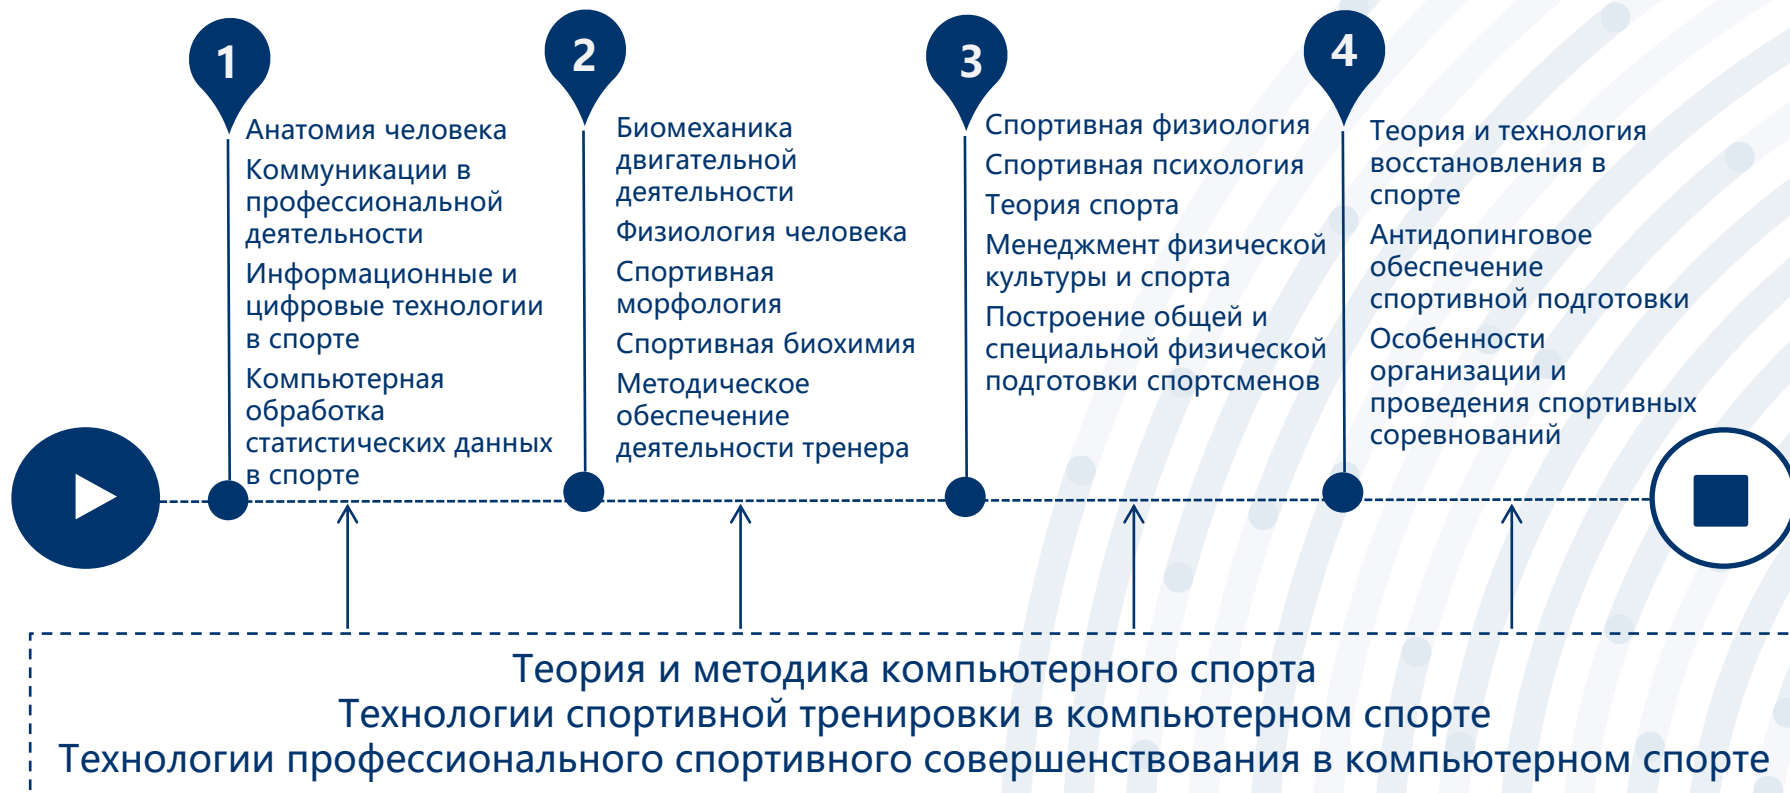 1
Анатомия человека
Коммуникации в
профессиональной
деятельности
Информационные и
цифровые технологии
в спорте
Компьютерная
обработка
статистических данных
в спорте
2
Биомеханика
двигательной
деятельности
Физиология человека
Спортивная
морфология
Спортивная биохимия
Методическое
обеспечение
деятельности тренера
3
Спортивная физиология
Спортивная психология
Теория спорта
Менеджмент физической
культуры и спорта
Построение общей и
специальной физической
подготовки спортсменов
4
Теория и технология
восстановления в
спорте
Антидопинговое
обеспечение
спортивной подготовки
Особенности
организации и
проведения спортивных
соревнований
Теория и методика компьютерного спорта
Технологии спортивной тренировки в компьютерном спорте
Технологии профессионального спортивного совершенствования в компьютерном спорте